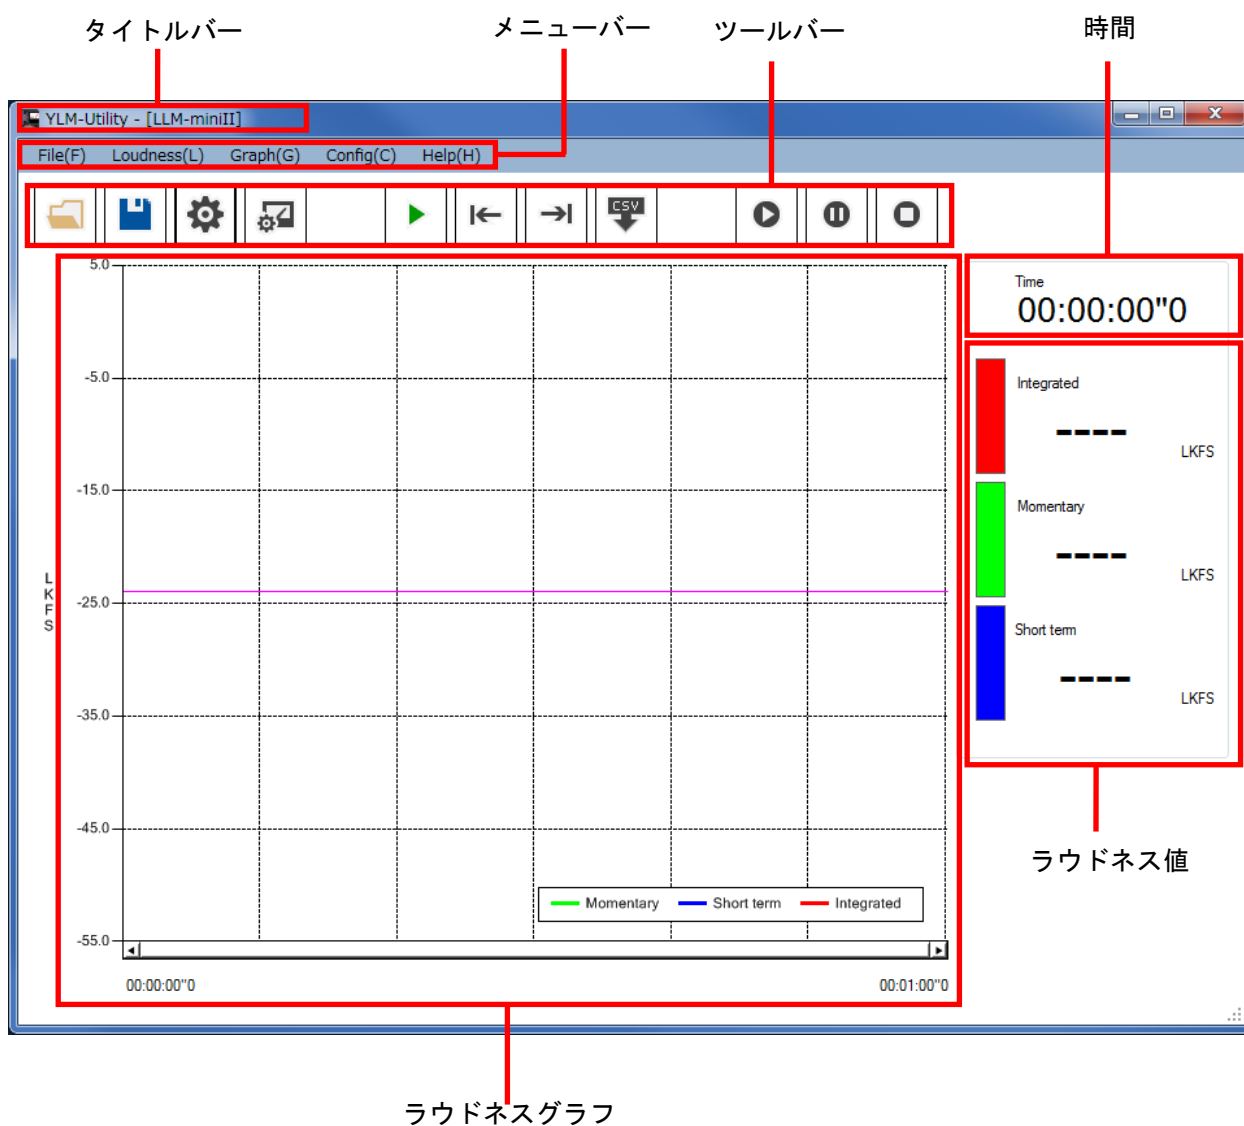 タイトルバー
メニューバー
ツールバー
時間
YLM-Utility - [LLM-miniII]
File(F) Loudness(L) Graph(G) Config(C) Help(H)
CSV
Time
00:00:00"0
5.0
-5.0
-15.0
-25.0
-35.0
-45.0
-55.0
LKFS
Integrated
----
LKFS
Momentary
----
LKFS
Short term
----
LKFS
Momentary Short term Integrated
00:00:00"0
00:01:00"0
ラウドネス値
ラウドネスグラフ